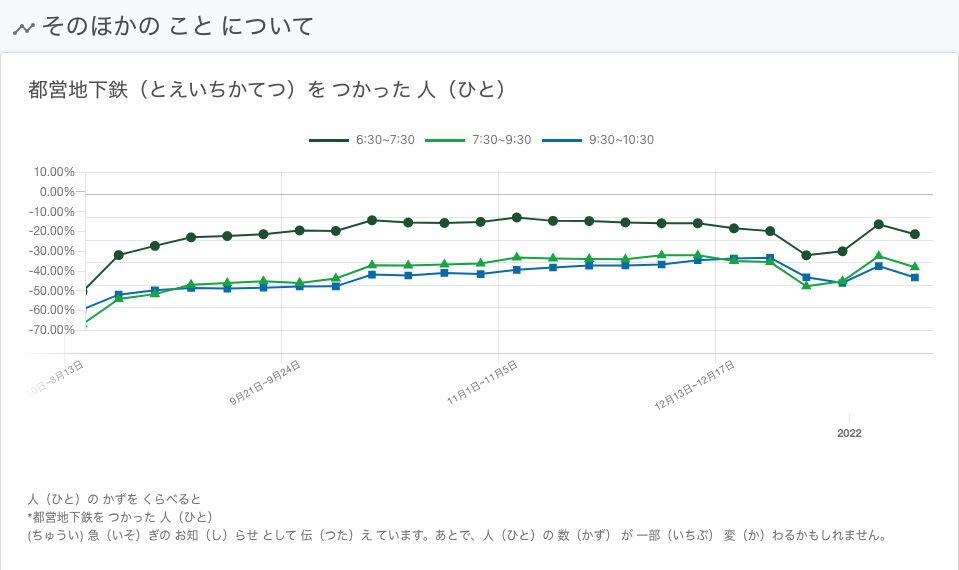 そのほかの こと について
都営地下鉄（とえいちかてつ）を つかった 人（ひと）
6:30~7:30 7:30~9:30 9:30~10:30
10.00%
0.00%
-10.00%
-20.00%
-30.00%
-40.00%
-50.00%
-60.00%
-70.00%
10日~8月13日
9月21日~9月24日
11月1日~11月5日
12月13日~12月17日
2022
人（ひと）の かずを くらべると
*都営地下鉄を つかった 人（ひと）
(ちゅうい) 急（いそ）ぎの お知（し）らせ として 伝（つた）え ています。あとで、人（ひと）の 数（かず） が 一部（いちぶ） 変（か）わるかもしれません。